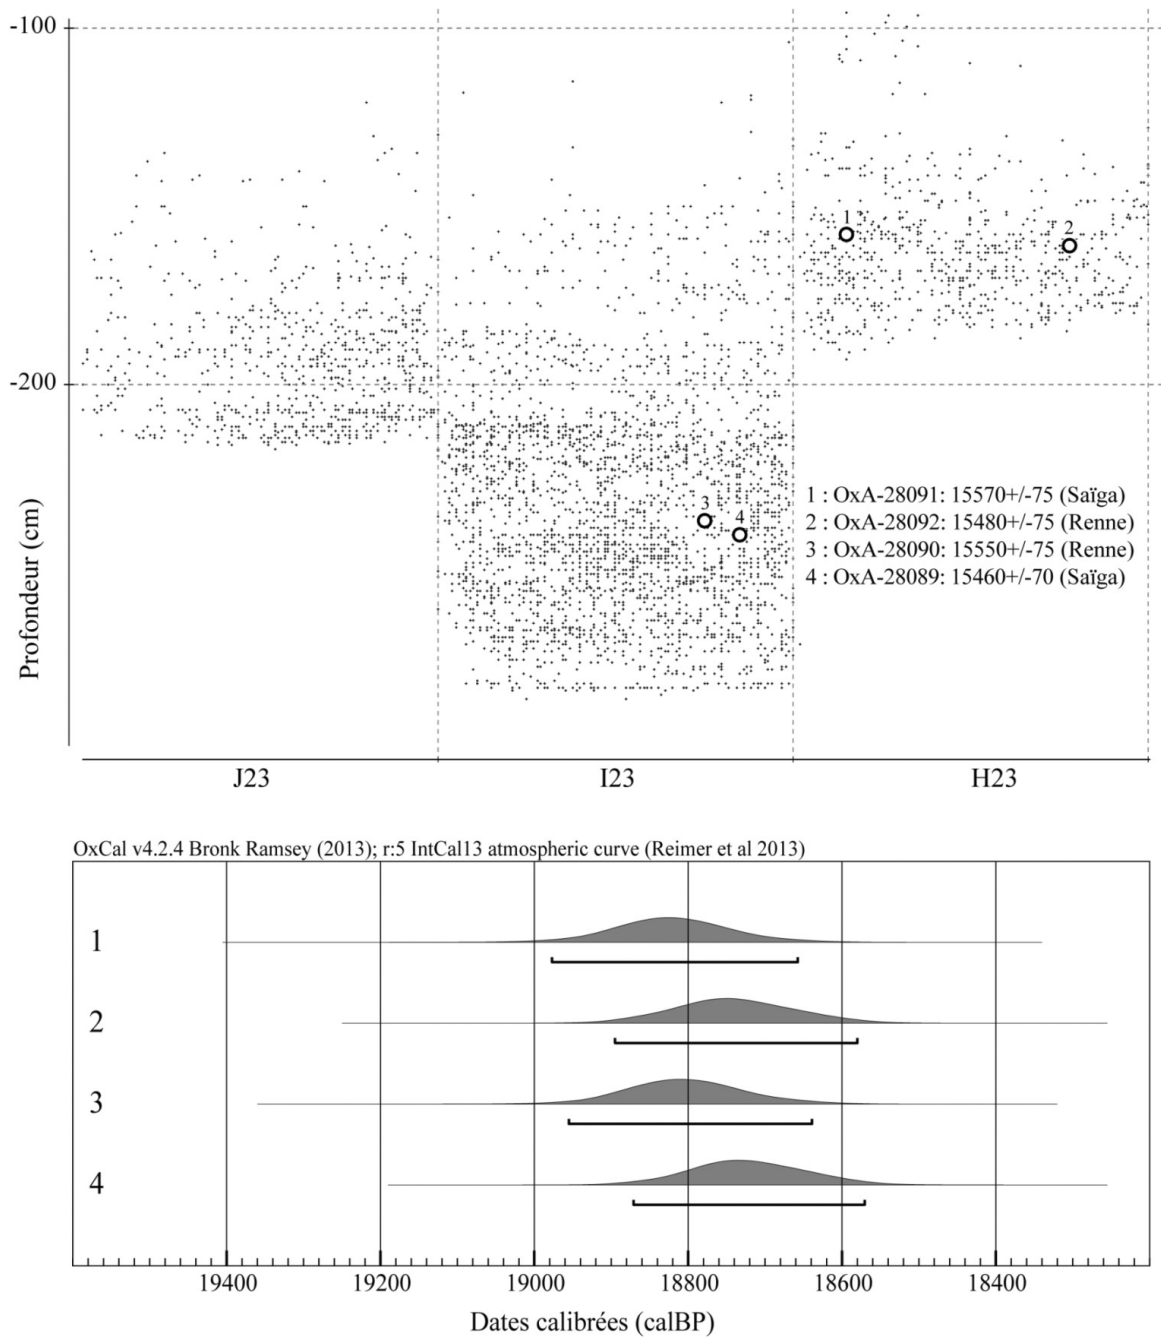 -100
-200
Profondeur (cm)
1
2
3
4
1 : OxA-28091: 15570+/-75 (Saïga)
2 : OxA-28092: 15480+/-75 (Renne)
3 : OxA-28090: 15550+/-75 (Renne)
4 : OxA-28089: 15460+/-70 (Saïga)
J23 I23 H23
OxCal v4.2.4 Bronk Ramsey (2013); r:5 IntCal13 atmospheric curve (Reimer et al 2013)
1
2
3
4
19400 19200 19000 18800 18600 18400
Dates calibrées (calBP)